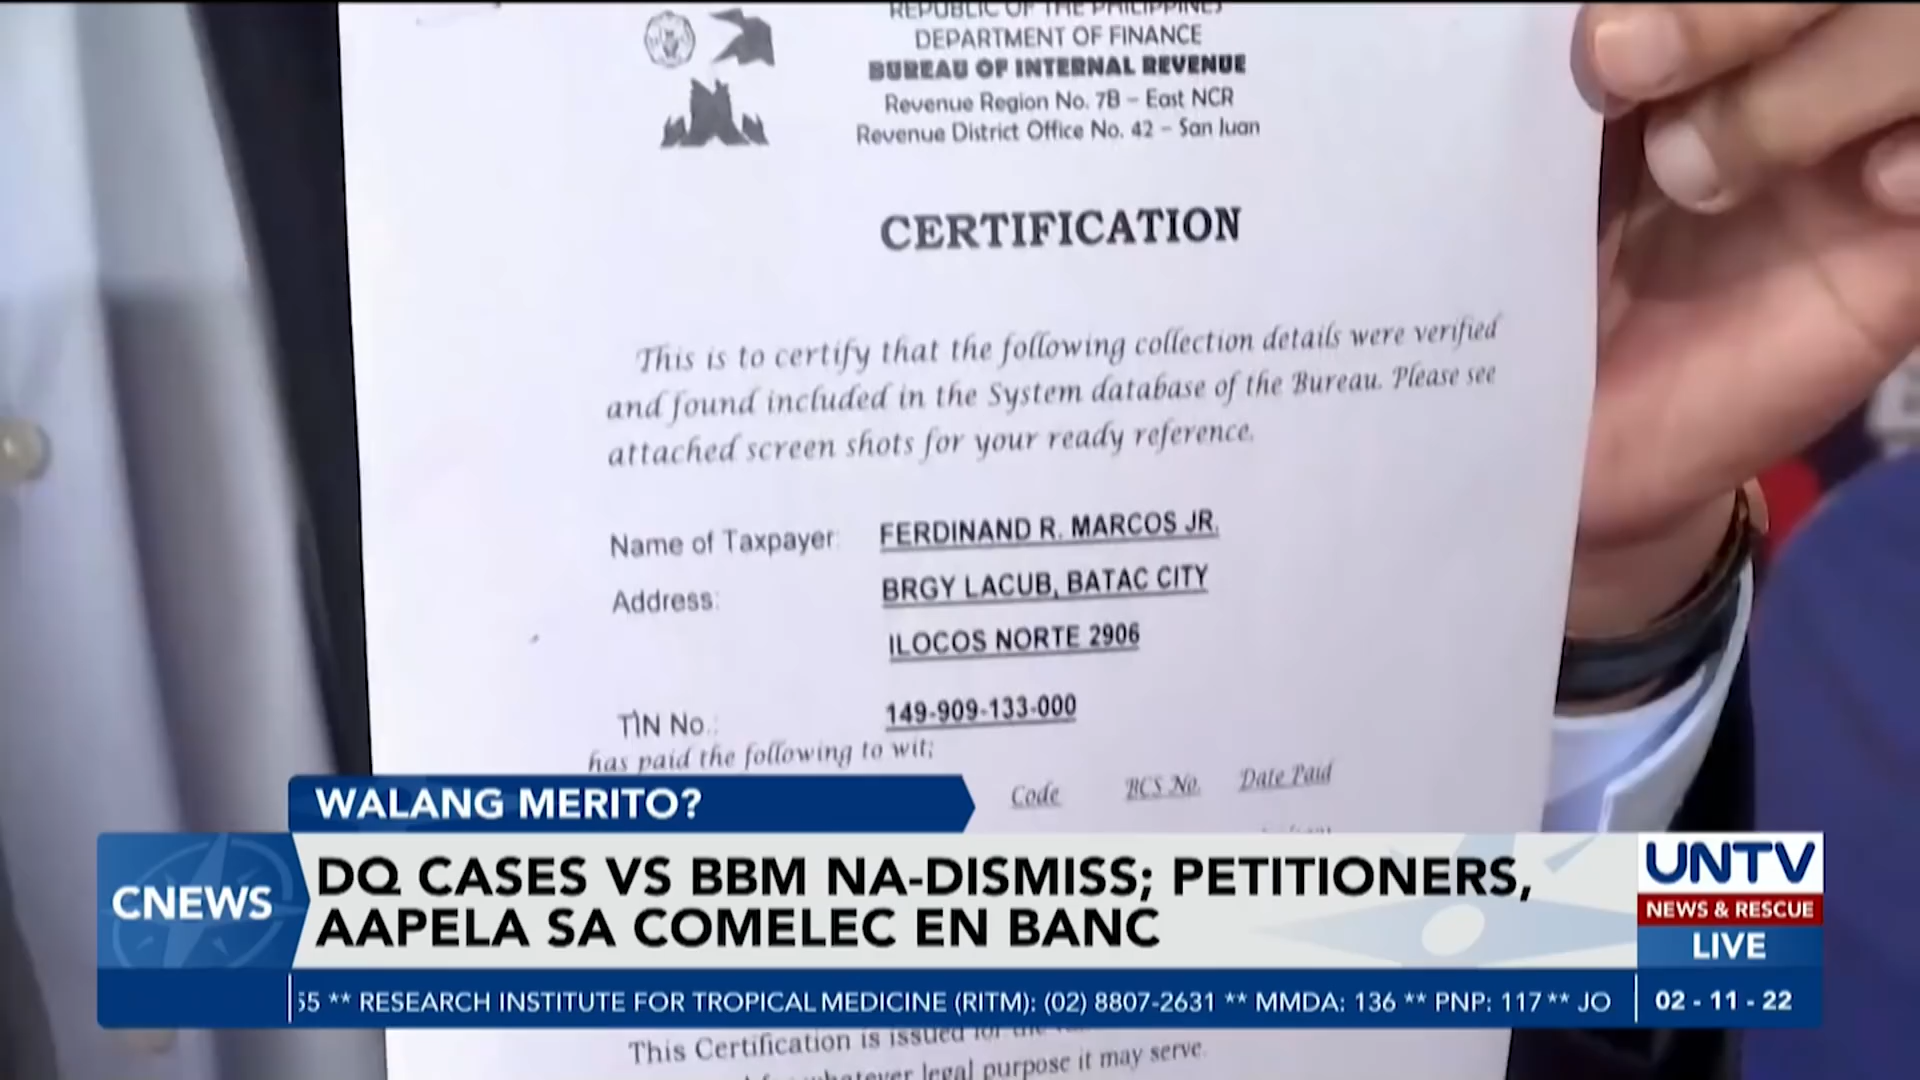 REPUBLIC OF THE PHILIPPINES
DEPARTMENT OF FINANCE
BUREAU OF INTERNAL REVENUE
Revenue Region No. 7B – East NCR
Revenue District Office No. 42 – San Juan
CERTIFICATION
This is to certify that the following collection details were verified
and found included in the System database of the Bureau. Please see
attached screen shots for your ready reference.
Name of Taxpayer: FERDINAND R. MARCOS JR.
Address: BRGY LACUB, BATAC CITY
ILOCOS NORTE 2906
TIN No.: 149-909-133-000
has paid the following to wit;
Code BCS No. Date Paid
WALANG MERITO?
CNEWS
DQ CASES VS BBM NA-DISMISS; PETITIONERS,
AAPELA SA COMELEC EN BANC
UNTV
NEWS & RESCUE
LIVE
55 ** RESEARCH INSTITUTE FOR TROPICAL MEDICINE (RITM): (02) 8807-2631 ** MMDA: 136 ** PNP: 117 ** JO
02 - 11 - 22
This Certification is issued for the
whatever legal purpose it may serve.